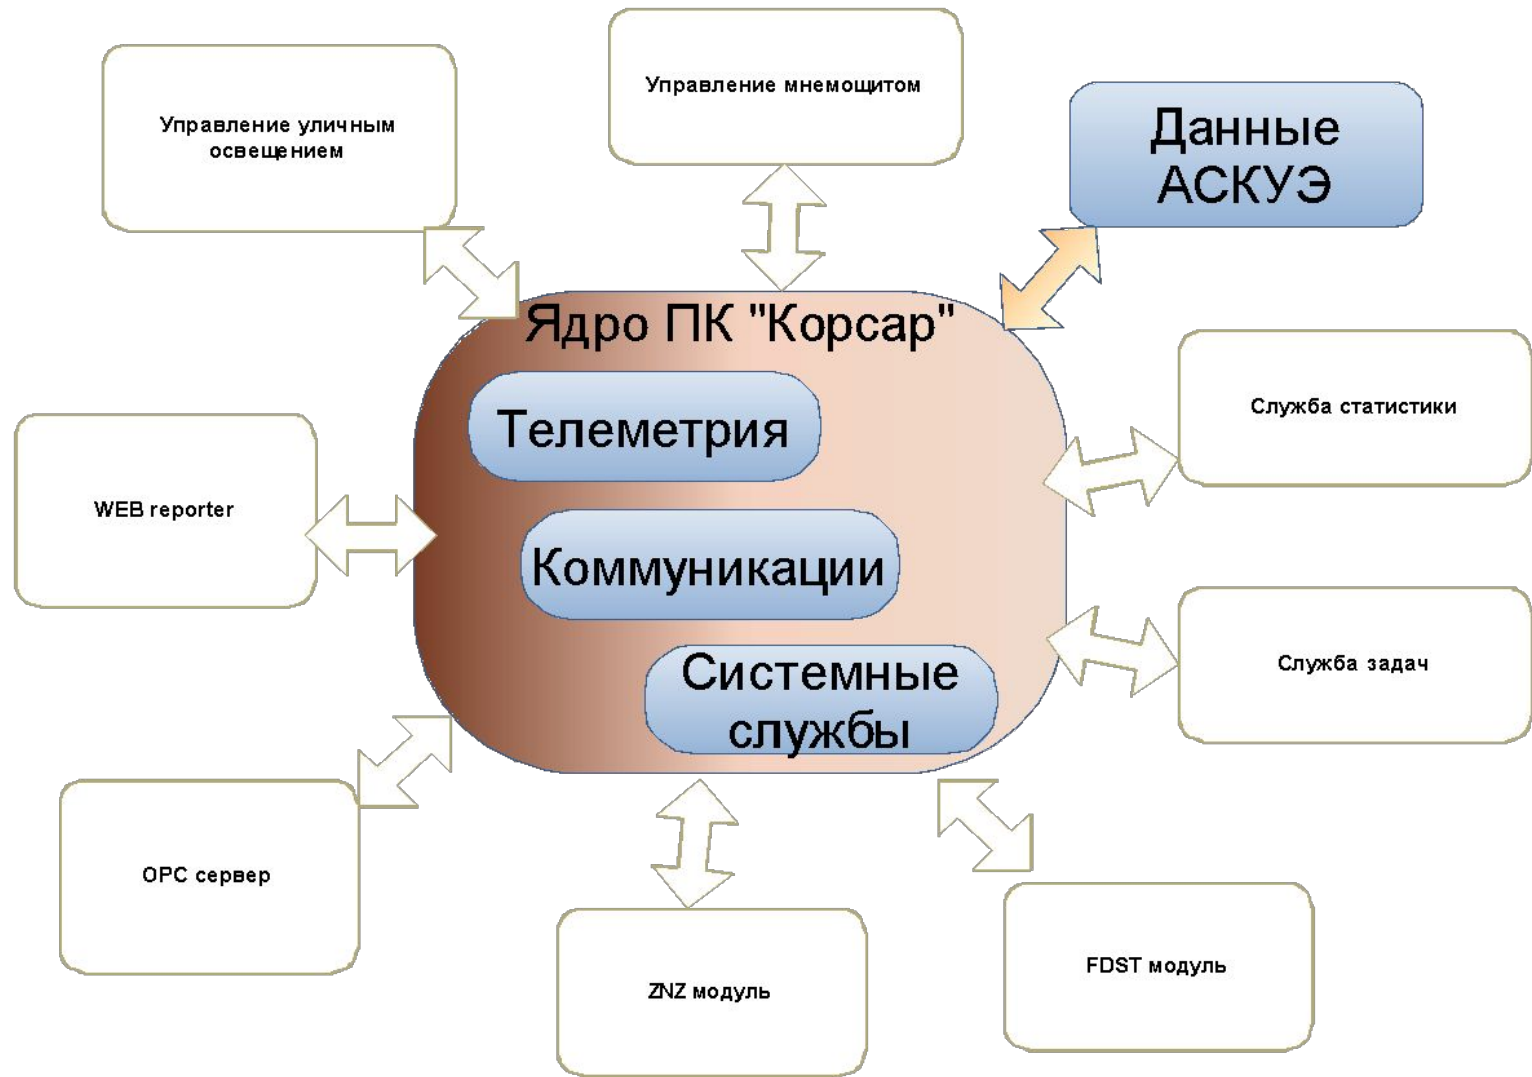 Управление мнемощитом
Управление уличным
освещением
Данные
АСКУЭ
Ядро ПК "Корсар"
Телеметрия
Служба статистики
WEB reporter
Коммуникации
Системные
службы
Служба задач
OPC сервер
ZNZ модуль
FDST модуль